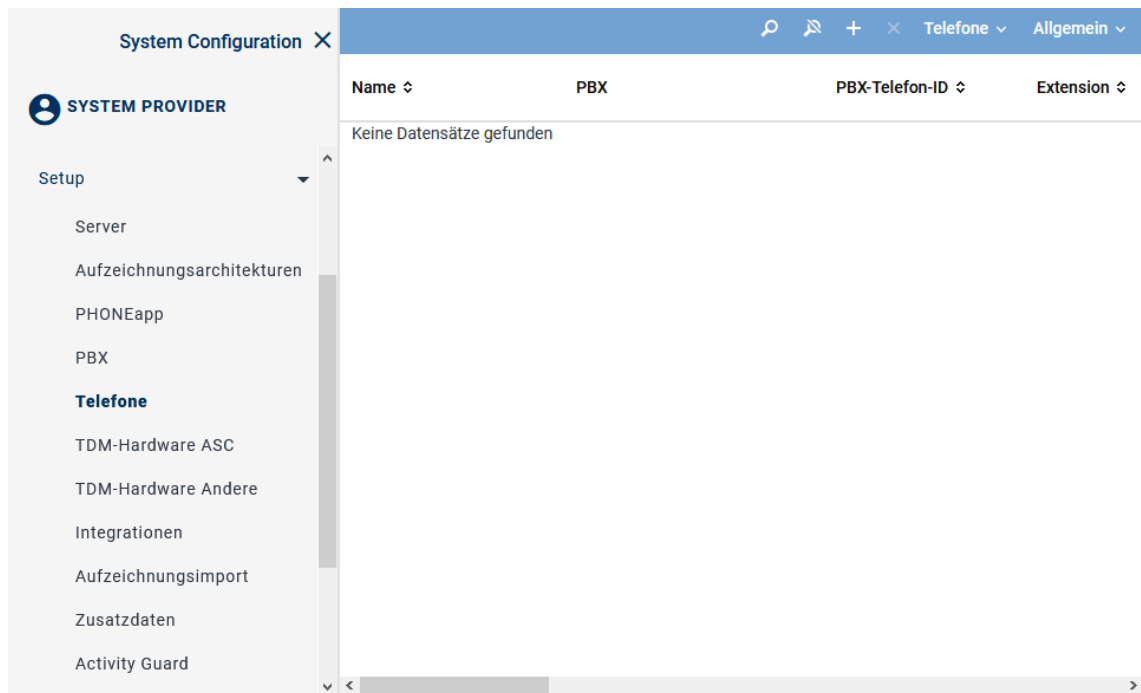 System Configuration
SYSTEM PROVIDER
Setup
Server
Aufzeichnungsarchitekturen
PHONEapp
PBX
Telefone
TDM-Hardware ASC
TDM-Hardware Andere
Integrationen
Aufzeichnungsimport
Zusatzdaten
Activity Guard
Telefone Allgemein
Name PBX PBX-Telefon-ID Extension
Keine Datensätze gefunden